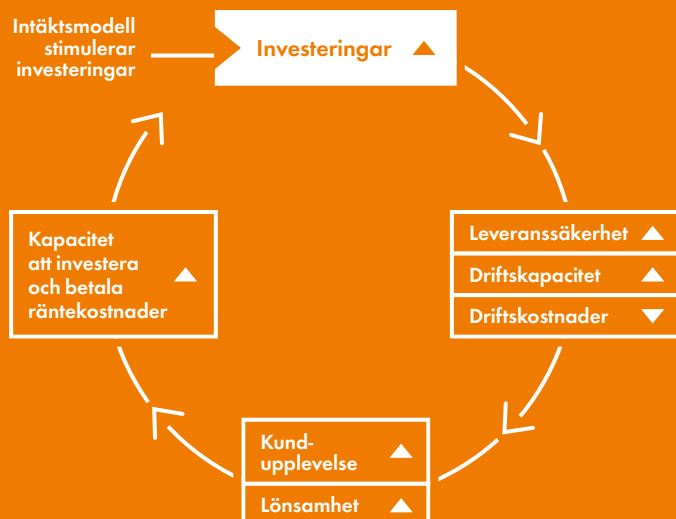 Intäktsmodell
stimulerar
investeringar
Investeringar
Leveranssäkerhet
Driftskapacitet
Driftskostnader
Kund-
upplevelse
Lönsamhet
Kapacitet
att investera
och betala
räntekostnader